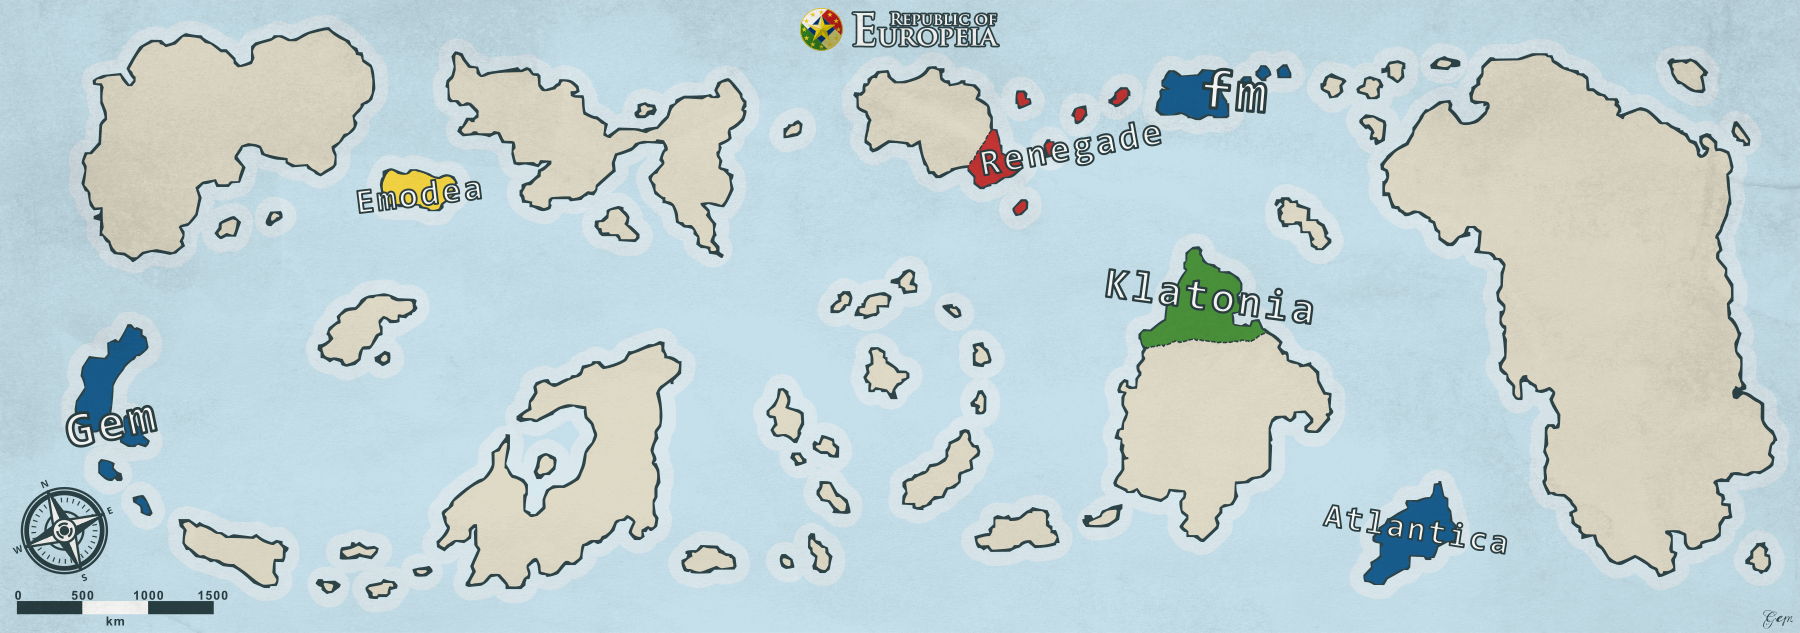 REPUBLIC OF
EUROPEIA
fm
Renegade
Emodea
Klatonia
Gem
Atlantica
N
E
W
S
0 500 1000 1500
km
Gem